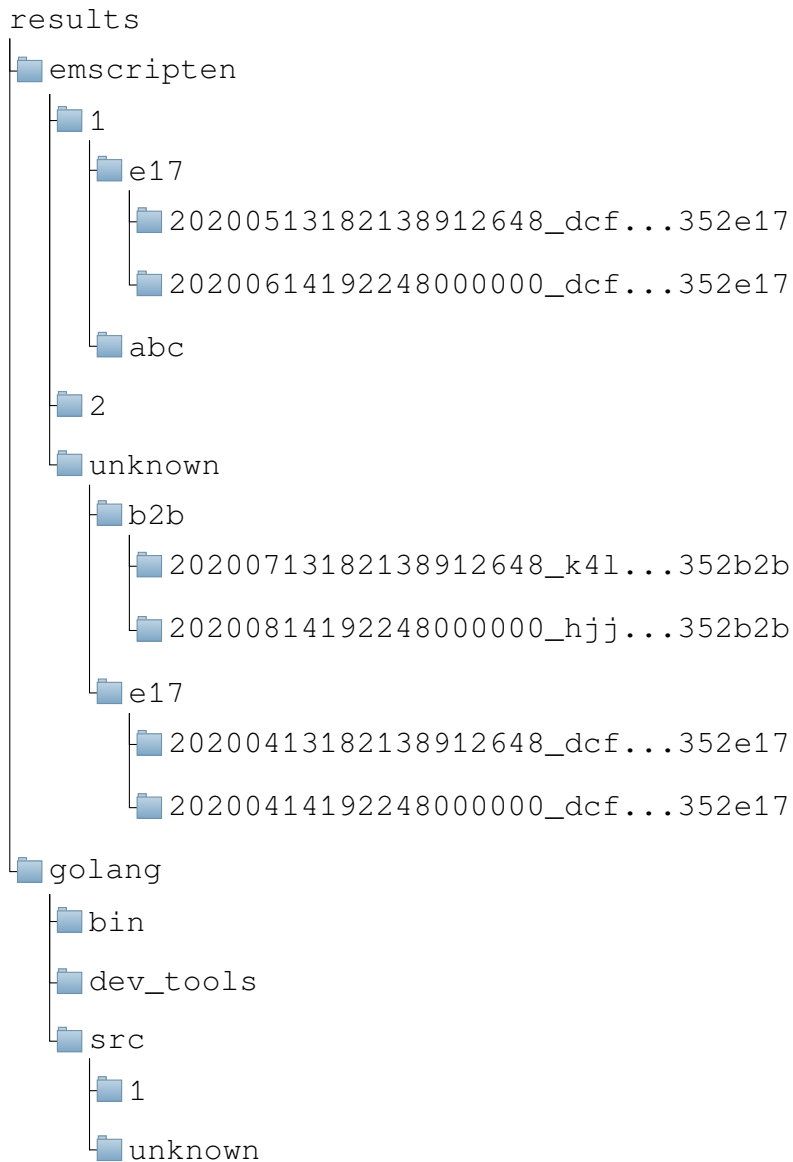 results
emscripten
1
e17
20200513182138912648_dcf...352e17
20200614192248000000_dcf...352e17
abc
2
unknown
b2b
20200713182138912648_k4l...352b2b
20200814192248000000_hjj...352b2b
e17
20200413182138912648_dcf...352e17
20200414192248000000_dcf...352e17
golang
bin
dev_tools
src
1
unknown